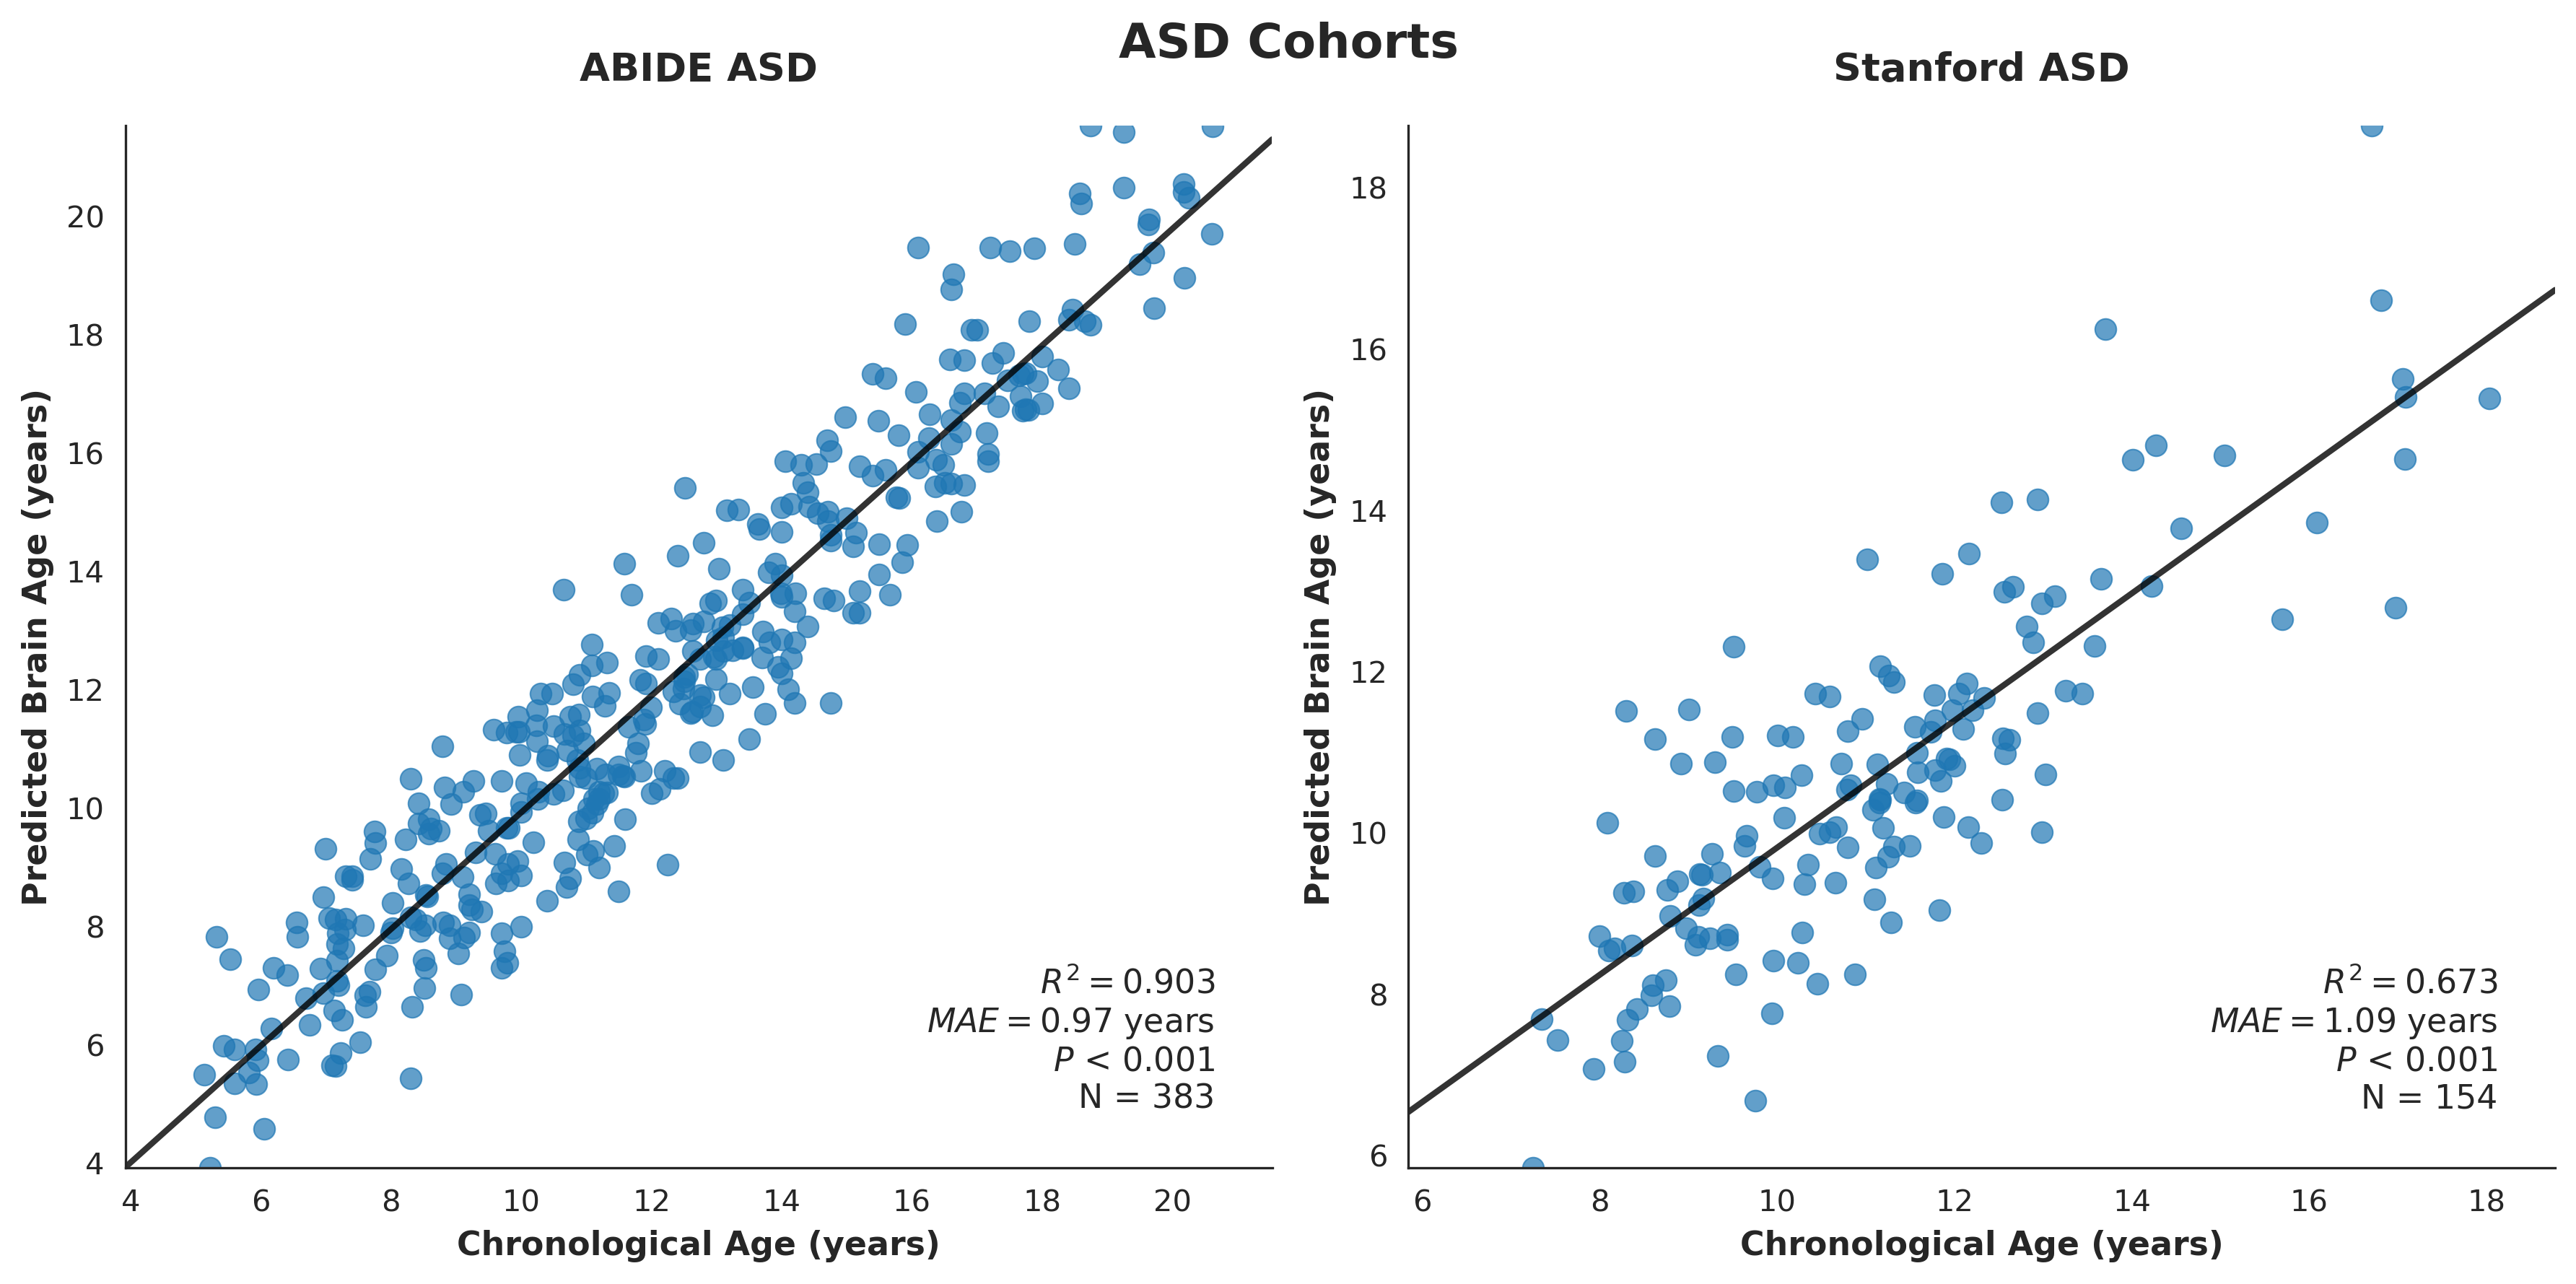 ASD Cohorts
ABIDE ASD
Predicted Brain Age (years)
20
18
16
14
12
10
8
6
4
R² = 0.903
MAE = 0.97 years
P < 0.001
N = 383
4 6 8 10 12 14 16 18 20
Chronological Age (years)
Stanford ASD
Predicted Brain Age (years)
18
16
14
12
10
8
6
R² = 0.673
MAE = 1.09 years
P < 0.001
N = 154
6 8 10 12 14 16 18
Chronological Age (years)